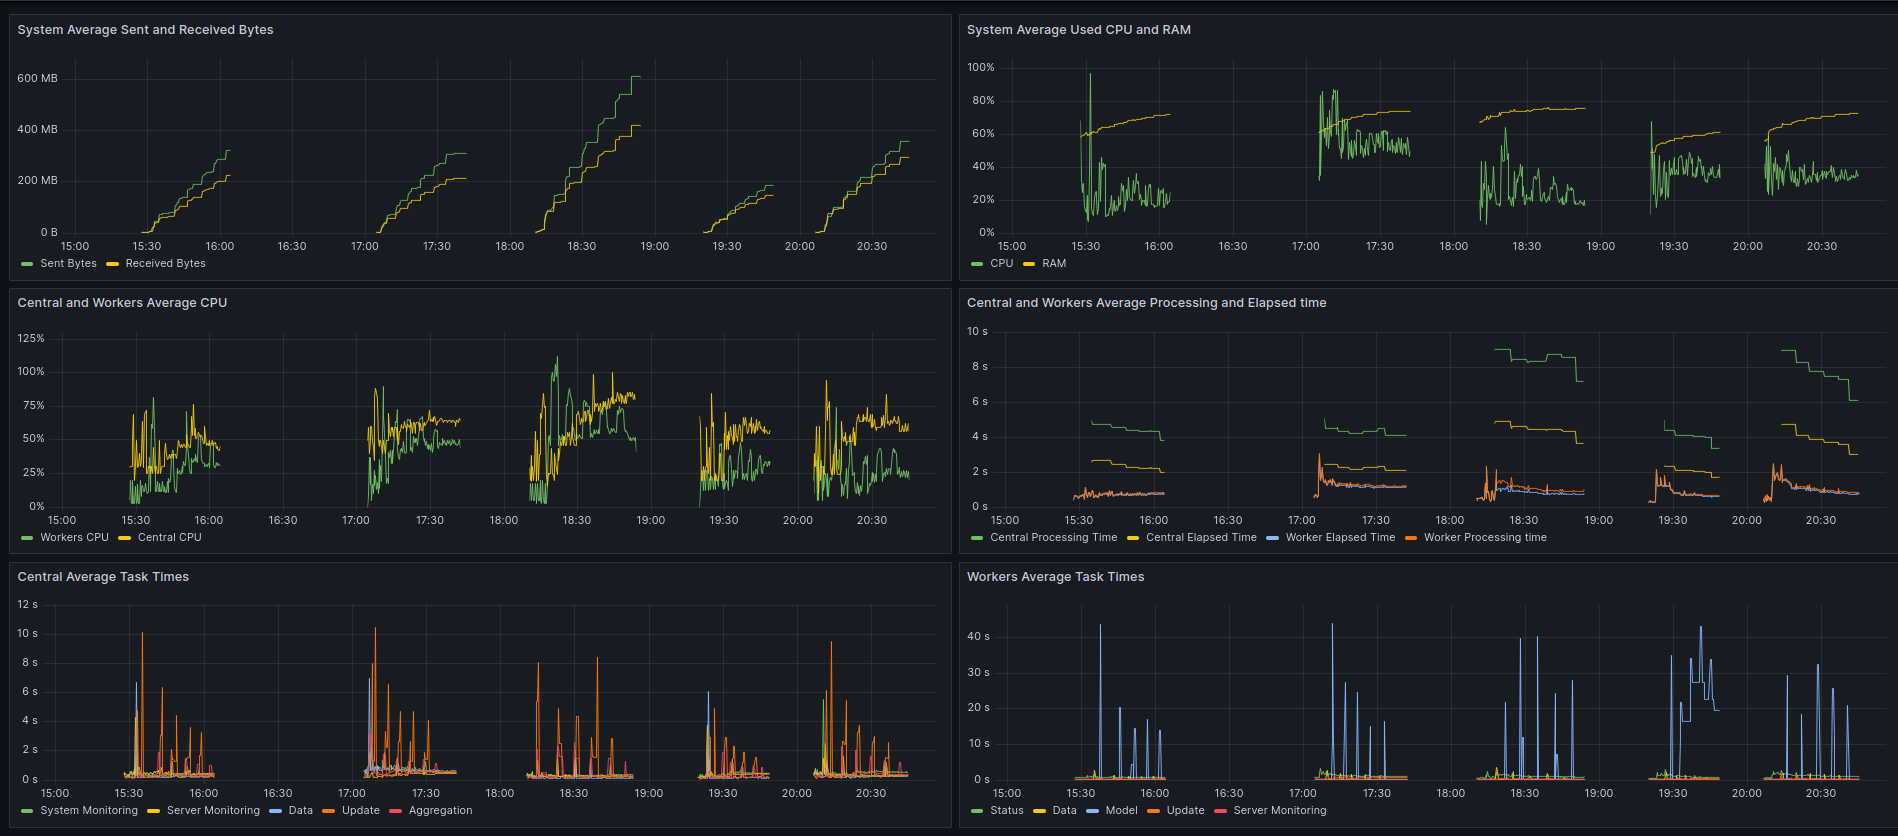 System Average Sent and Received Bytes
600 MB
400 MB
200 MB
0 B
15:00 15:30 16:00 16:30 17:00 17:30 18:00 18:30 19:00 19:30 20:00 20:30
Sent Bytes Received Bytes
System Average Used CPU and RAM
100%
80%
60%
40%
20%
0%
15:00 15:30 16:00 16:30 17:00 17:30 18:00 18:30 19:00 19:30 20:00 20:30
CPU RAM
Central and Workers Average CPU
125%
100%
75%
50%
25%
0%
15:00 15:30 16:00 16:30 17:00 17:30 18:00 18:30 19:00 19:30 20:00 20:30
Workers CPU Central CPU
Central and Workers Average Processing and Elapsed time
10 s
8 s
6 s
4 s
2 s
0 s
15:00 15:30 16:00 16:30 17:00 17:30 18:00 18:30 19:00 19:30 20:00 20:30
Central Processing Time Central Elapsed Time Worker Elapsed Time Worker Processing time
Central Average Task Times
12 s
10 s
8 s
6 s
4 s
2 s
0 s
15:00 15:30 16:00 16:30 17:00 17:30 18:00 18:30 19:00 19:30 20:00 20:30
System Monitoring Server Monitoring Data Update Aggregation
Workers Average Task Times
40 s
30 s
20 s
10 s
0 s
15:00 15:30 16:00 16:30 17:00 17:30 18:00 18:30 19:00 19:30 20:00 20:30
Status Data Model Update Server Monitoring